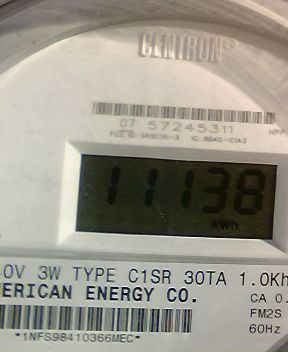 CENTRON®
07 57245311
11138
kWh
0V 3W TYPE C1SR 30TA 1.0Kh
MERICAN ENERGY CO.
CA 0.
FM2S
60Hz
*1NFS98410366MEC*